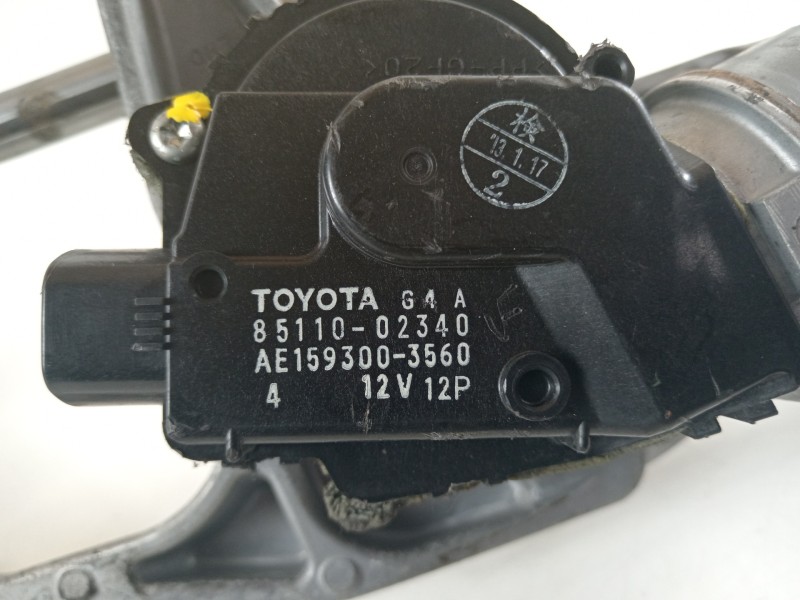 検
'13.1.17
2
TOYOTA G4 A
85110-02340
AE159300-3560
4 12V 12P